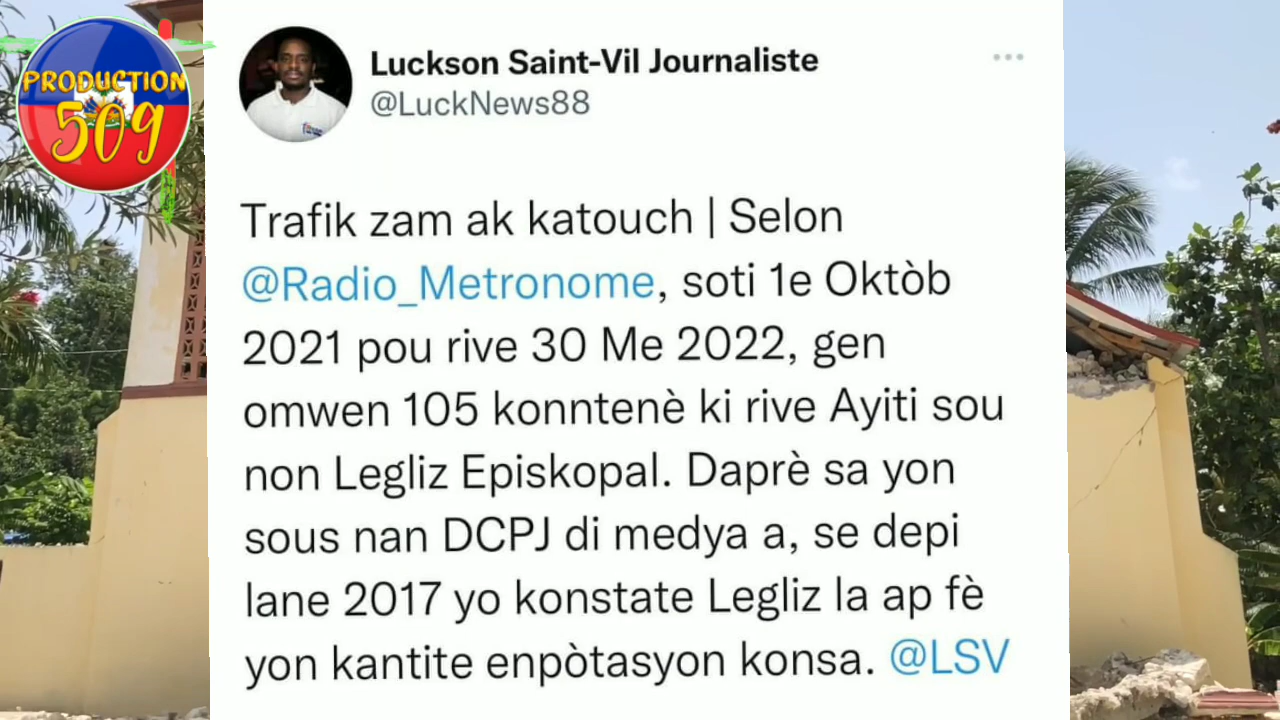 PRODUCTION
509
Luckson Saint-Vil Journaliste
@LuckNews88
Trafik zam ak katouch | Selon
@Radio_Metronome, soti 1e Oktòb
2021 pou rive 30 Me 2022, gen
omwen 105 konntenè ki rive Ayiti sou
non Legliz Episkopal. Daprè sa yon
sous nan DCPJ di medya a, se depi
lane 2017 yo konstate Legliz la ap fè
yon kantite enpòtasyon konsa. @LSV